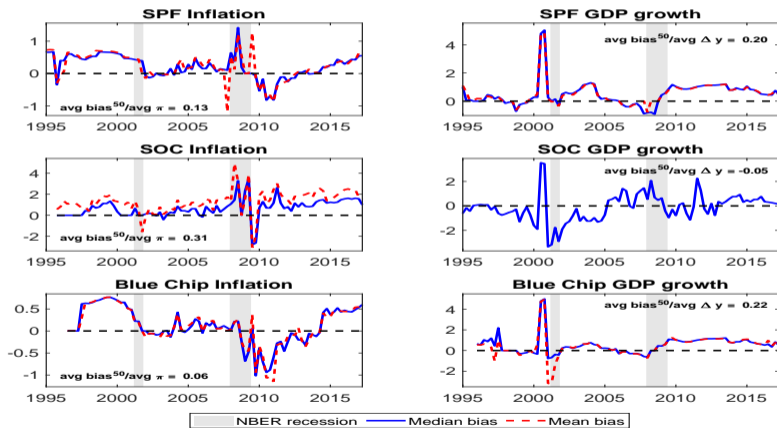 SPF Inflation
1
0
-1
avg bias50/avg π = 0.13
1995 2000 2005 2010 2015
SPF GDP growth
4
2
0
avg bias50/avg Δ y = 0.20
1995 2000 2005 2010 2015
SOC Inflation
4
2
0
-2
avg bias50/avg π = 0.31
1995 2000 2005 2010 2015
SOC GDP growth
2
0
-2
avg bias50/avg Δ y = -0.05
1995 2000 2005 2010 2015
Blue Chip Inflation
0.5
0
-0.5
-1
avg bias50/avg π = 0.06
1995 2000 2005 2010 2015
Blue Chip GDP growth
4
2
0
-2
avg bias50/avg Δ y = 0.22
1995 2000 2005 2010 2015
NBER recession Median bias Mean bias